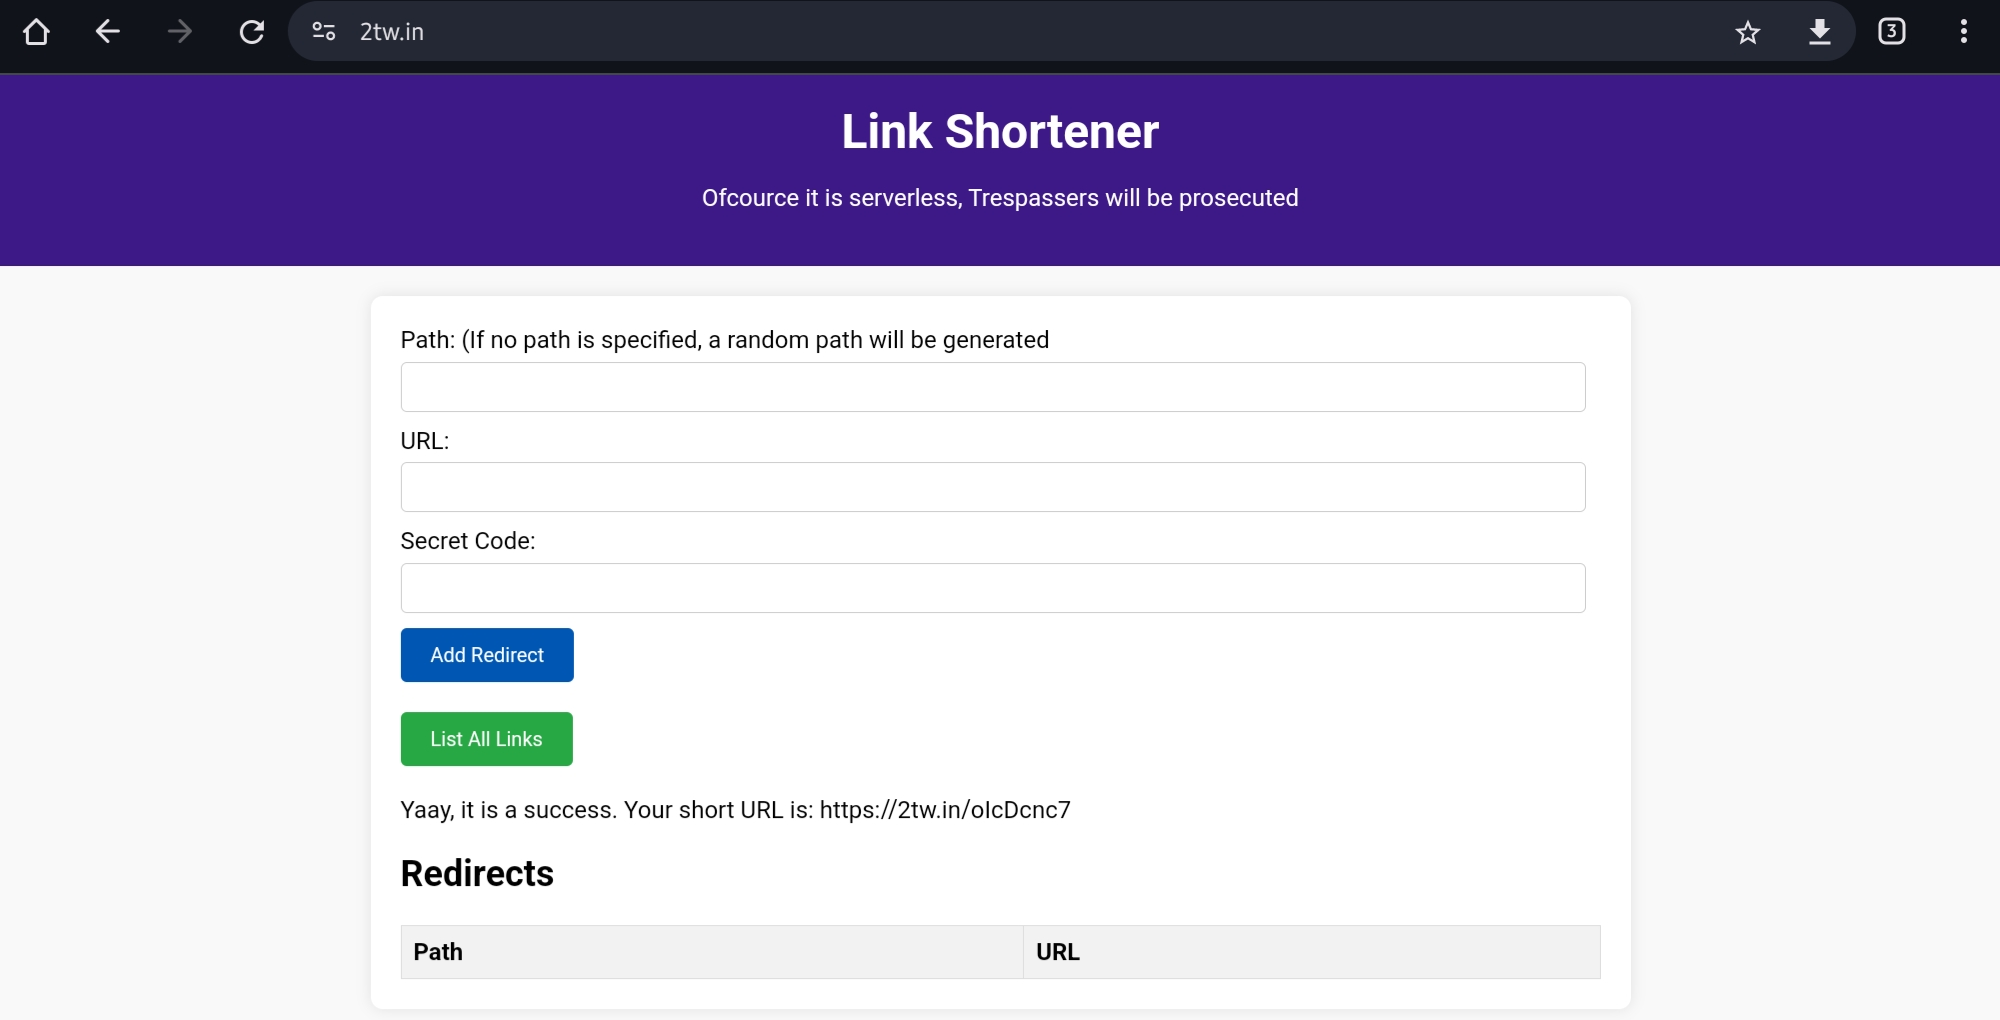 2tw.in
3
Link Shortener
Ofcource it is serverless, Trespassers will be prosecuted
Path: (If no path is specified, a random path will be generated
URL:
Secret Code:
Add Redirect
List All Links
Yaay, it is a success. Your short URL is: https://2tw.in/oIcDcnc7
Redirects
Path
URL